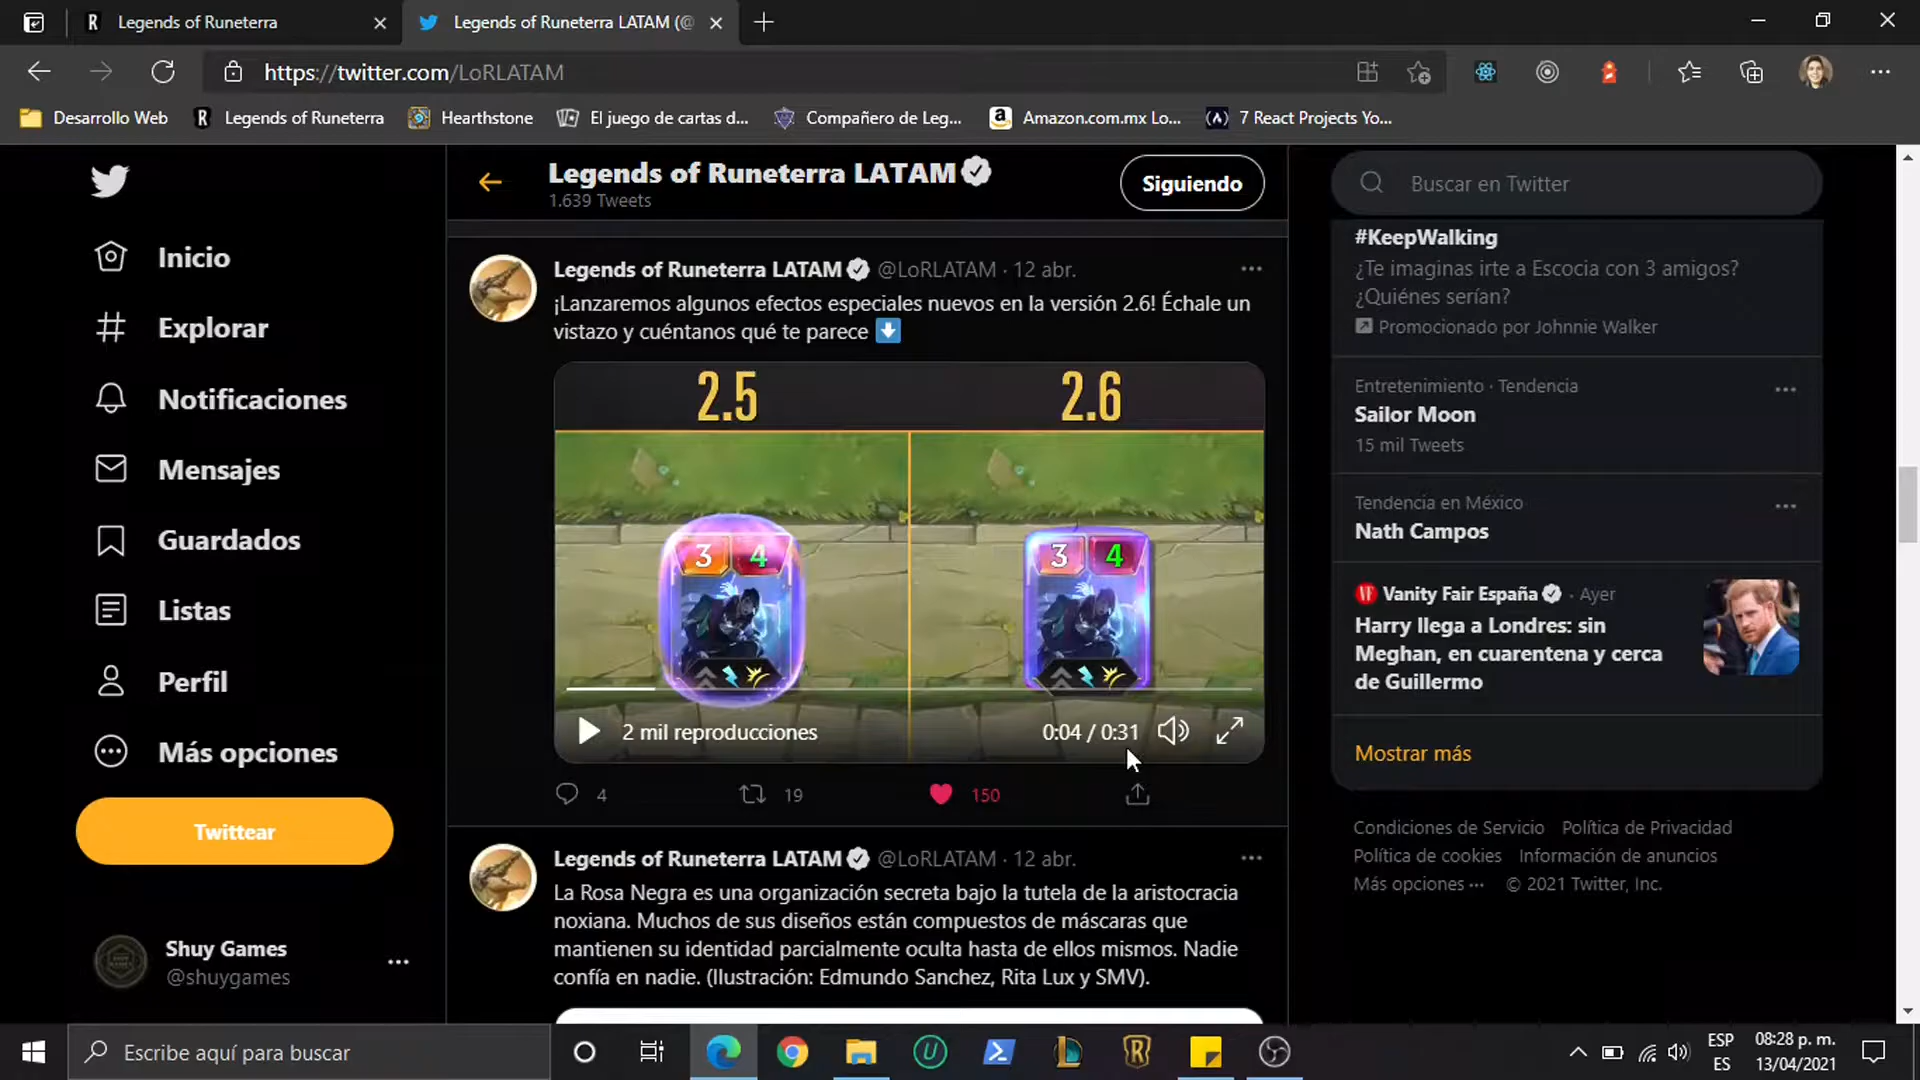 Legends of Runeterra
Legends of Runeterra LATAM (@
https://twitter.com/LoRLATAM
Desarrollo Web
Legends of Runeterra
Hearthstone
El juego de cartas d...
Compañero de Leg...
Amazon.com.mx Lo...
7 React Projects Yo...
Inicio
Explorar
Notificaciones
Mensajes
Guardados
Listas
Perfil
Más opciones
Twittear
Shuy Games
@shuygames
Legends of Runeterra LATAM
1.639 Tweets
Siguiendo
Legends of Runeterra LATAM @LoRLATAM · 12 abr.
¡Lanzaremos algunos efectos especiales nuevos en la versión 2.6! Échale un
vistazo y cuéntanos qué te parece
2.5 2.6
3 4 3 4
2 mil reproducciones 0:04 / 0:31
4 19 150
Legends of Runeterra LATAM @LoRLATAM · 12 abr.
La Rosa Negra es una organización secreta bajo la tutela de la aristocracia
noxiana. Muchos de sus diseños están compuestos de máscaras que
mantienen su identidad parcialmente oculta hasta de ellos mismos. Nadie
confía en nadie. (Ilustración: Edmundo Sanchez, Rita Lux y SMV).
Buscar en Twitter
#KeepWalking
¿Te imaginas irte a Escocia con 3 amigos?
¿Quiénes serían?
Promocionado por Johnnie Walker
Entretenimiento · Tendencia
Sailor Moon
15 mil Tweets
Tendencia en México
Nath Campos
Vanity Fair España · Ayer
Harry llega a Londres: sin
Meghan, en cuarentena y cerca
de Guillermo
Mostrar más
Condiciones de Servicio Política de Privacidad
Política de cookies Información de anuncios
Más opciones ··· © 2021 Twitter, Inc.
Escribe aquí para buscar
ESP
ES
08:28 p. m.
13/04/2021